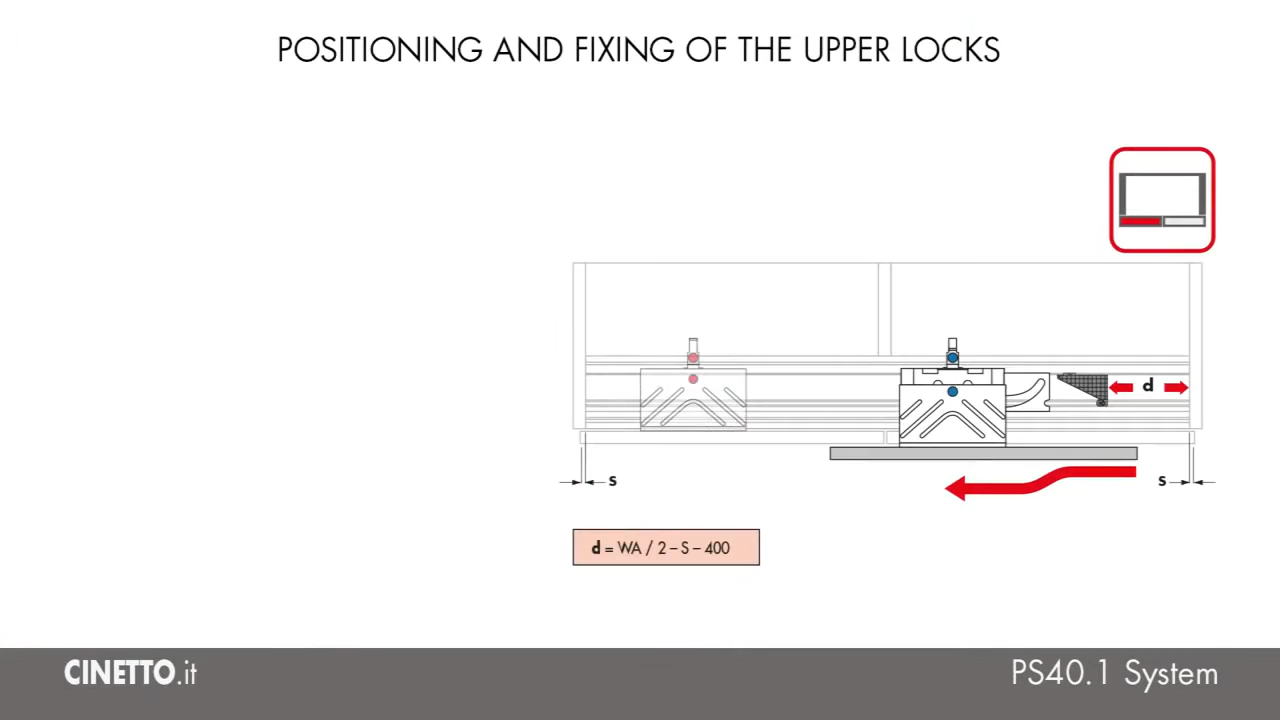 POSITIONING AND FIXING OF THE UPPER LOCKS
d
S
S
d = WA / 2 – S – 400
CINETTO.it
PS40.1 System